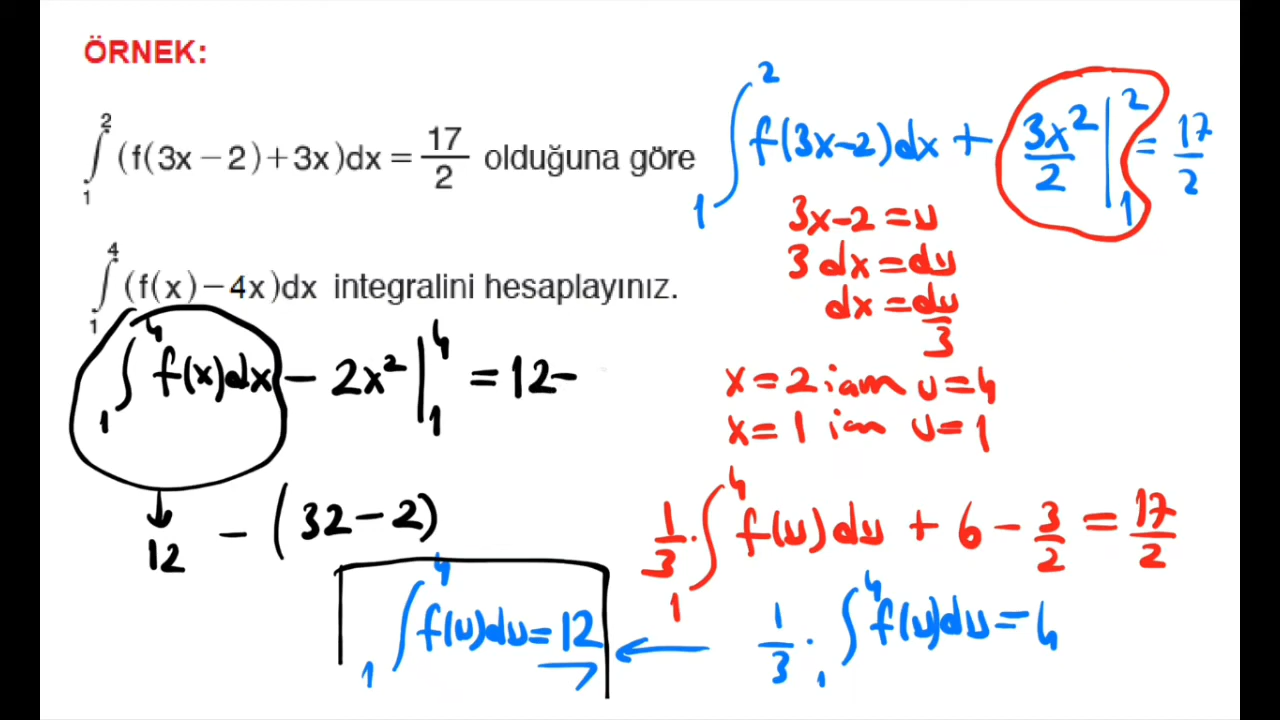 ÖRNEK:
∫₁² (f(3x − 2) + 3x)dx = 17/2 olduğuna göre
∫₁⁴ (f(x) − 4x)dx integralini hesaplayınız.
∫₁⁴ f(x)dx − 2x² |₁⁴ = 12 −
12 − (32 − 2)
∫₁² f(3x−2)dx + 3x²/2 |₁² = 17/2
3x−2 = u
3 dx = du
dx = du/3
x = 2 icm u = 4
x = 1 icm u = 1
1/3 · ∫₁⁴ f(u)du + 6 − 3/2 = 17/2
1/3 · ∫₁⁴ f(u)du = 4
∫₁⁴ f(u)du = 12